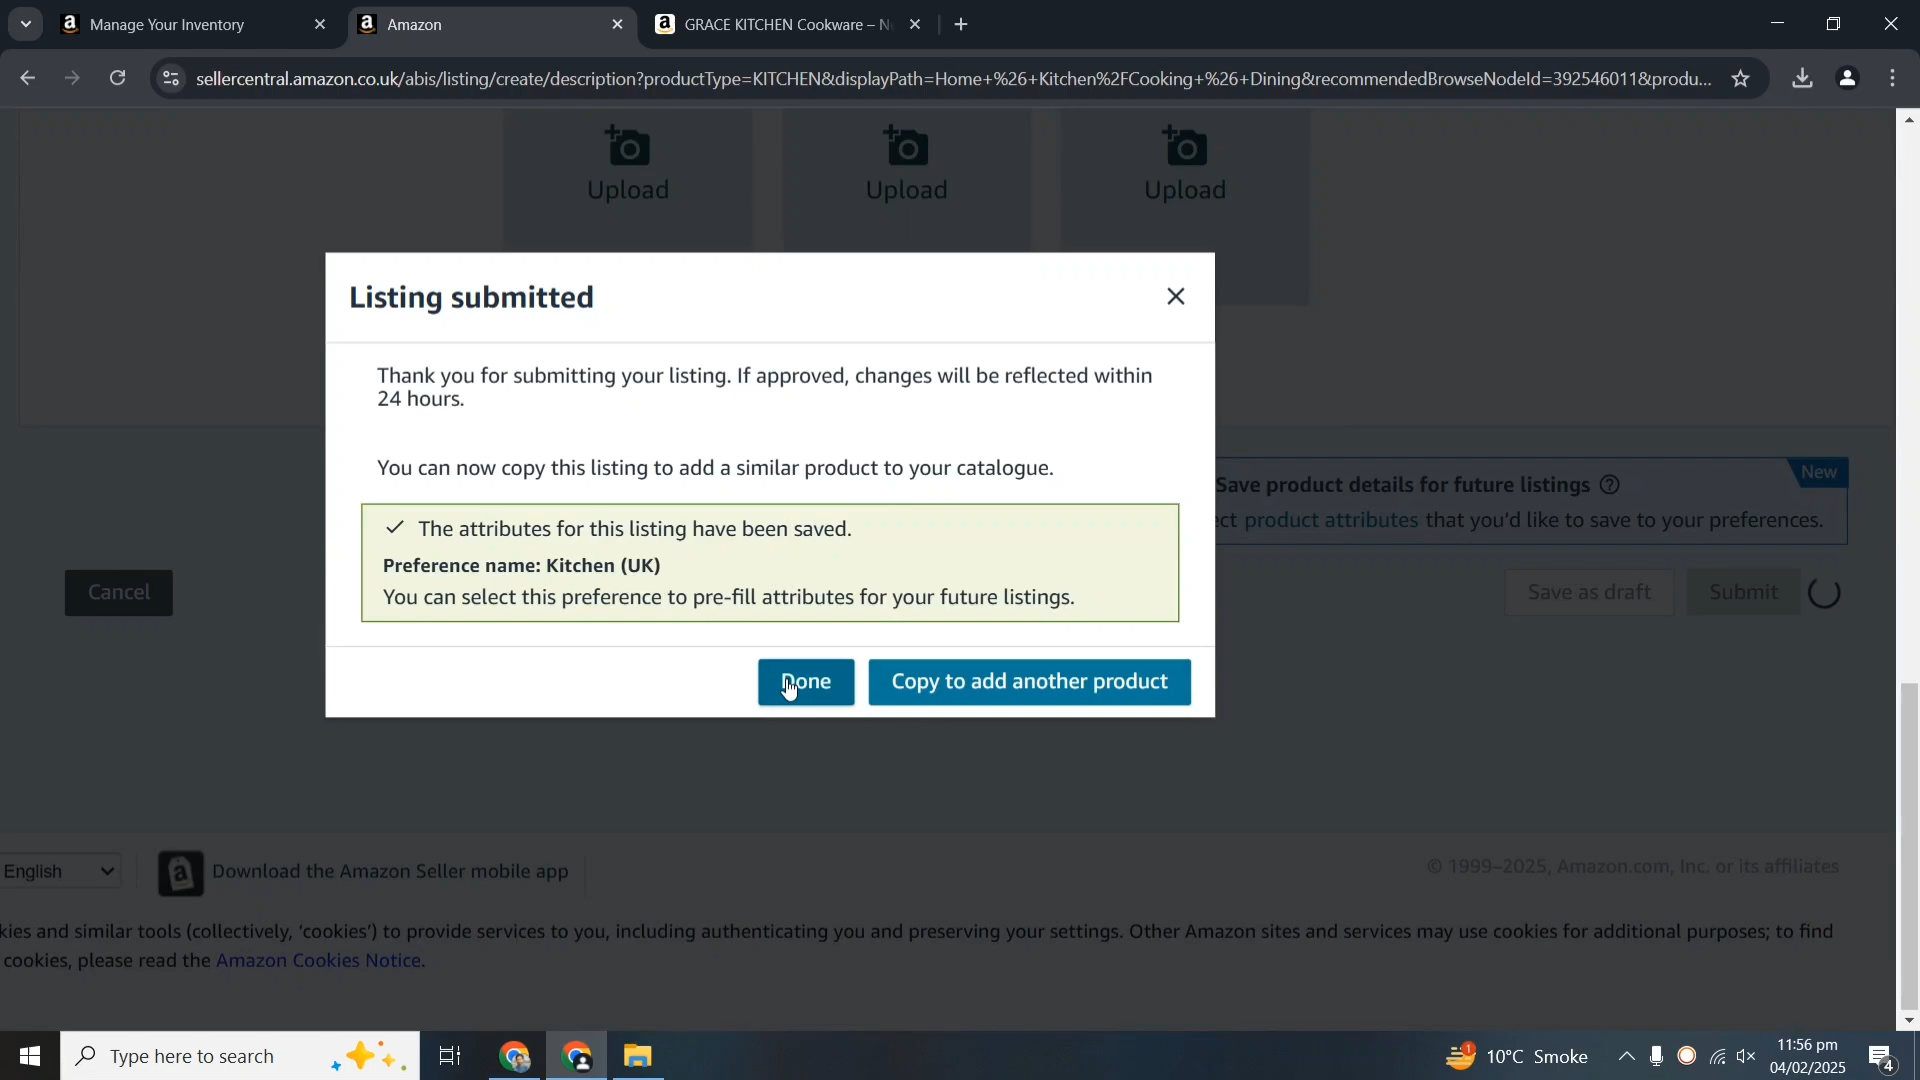 Manage Your Inventory
Amazon
GRACE KITCHEN Cookware – N
sellercentral.amazon.co.uk/abis/listing/create/description?productType=KITCHEN&displayPath=Home+%26+Kitchen%2FCooking+%26+Dining&recommendedBrowseNodeId=392546011&produ...
Upload
Upload
Upload
Listing submitted
Thank you for submitting your listing. If approved, changes will be reflected within
24 hours.
You can now copy this listing to add a similar product to your catalogue.
New
Save product details for future listings
ect product attributes that you'd like to save to your preferences.
✓ The attributes for this listing have been saved.
Preference name: Kitchen (UK)
You can select this preference to pre-fill attributes for your future listings.
Cancel
Save as draft
Submit
Done
Copy to add another product
English
Download the Amazon Seller mobile app
© 1999–2025, Amazon.com, Inc. or its affiliates
kies and similar tools (collectively, 'cookies') to provide services to you, including authenticating you and preserving your settings. Other Amazon sites and services may use cookies for additional purposes; to find
cookies, please read the Amazon Cookies Notice.
Type here to search
1
10°C Smoke
11:56 pm
04/02/2025
4